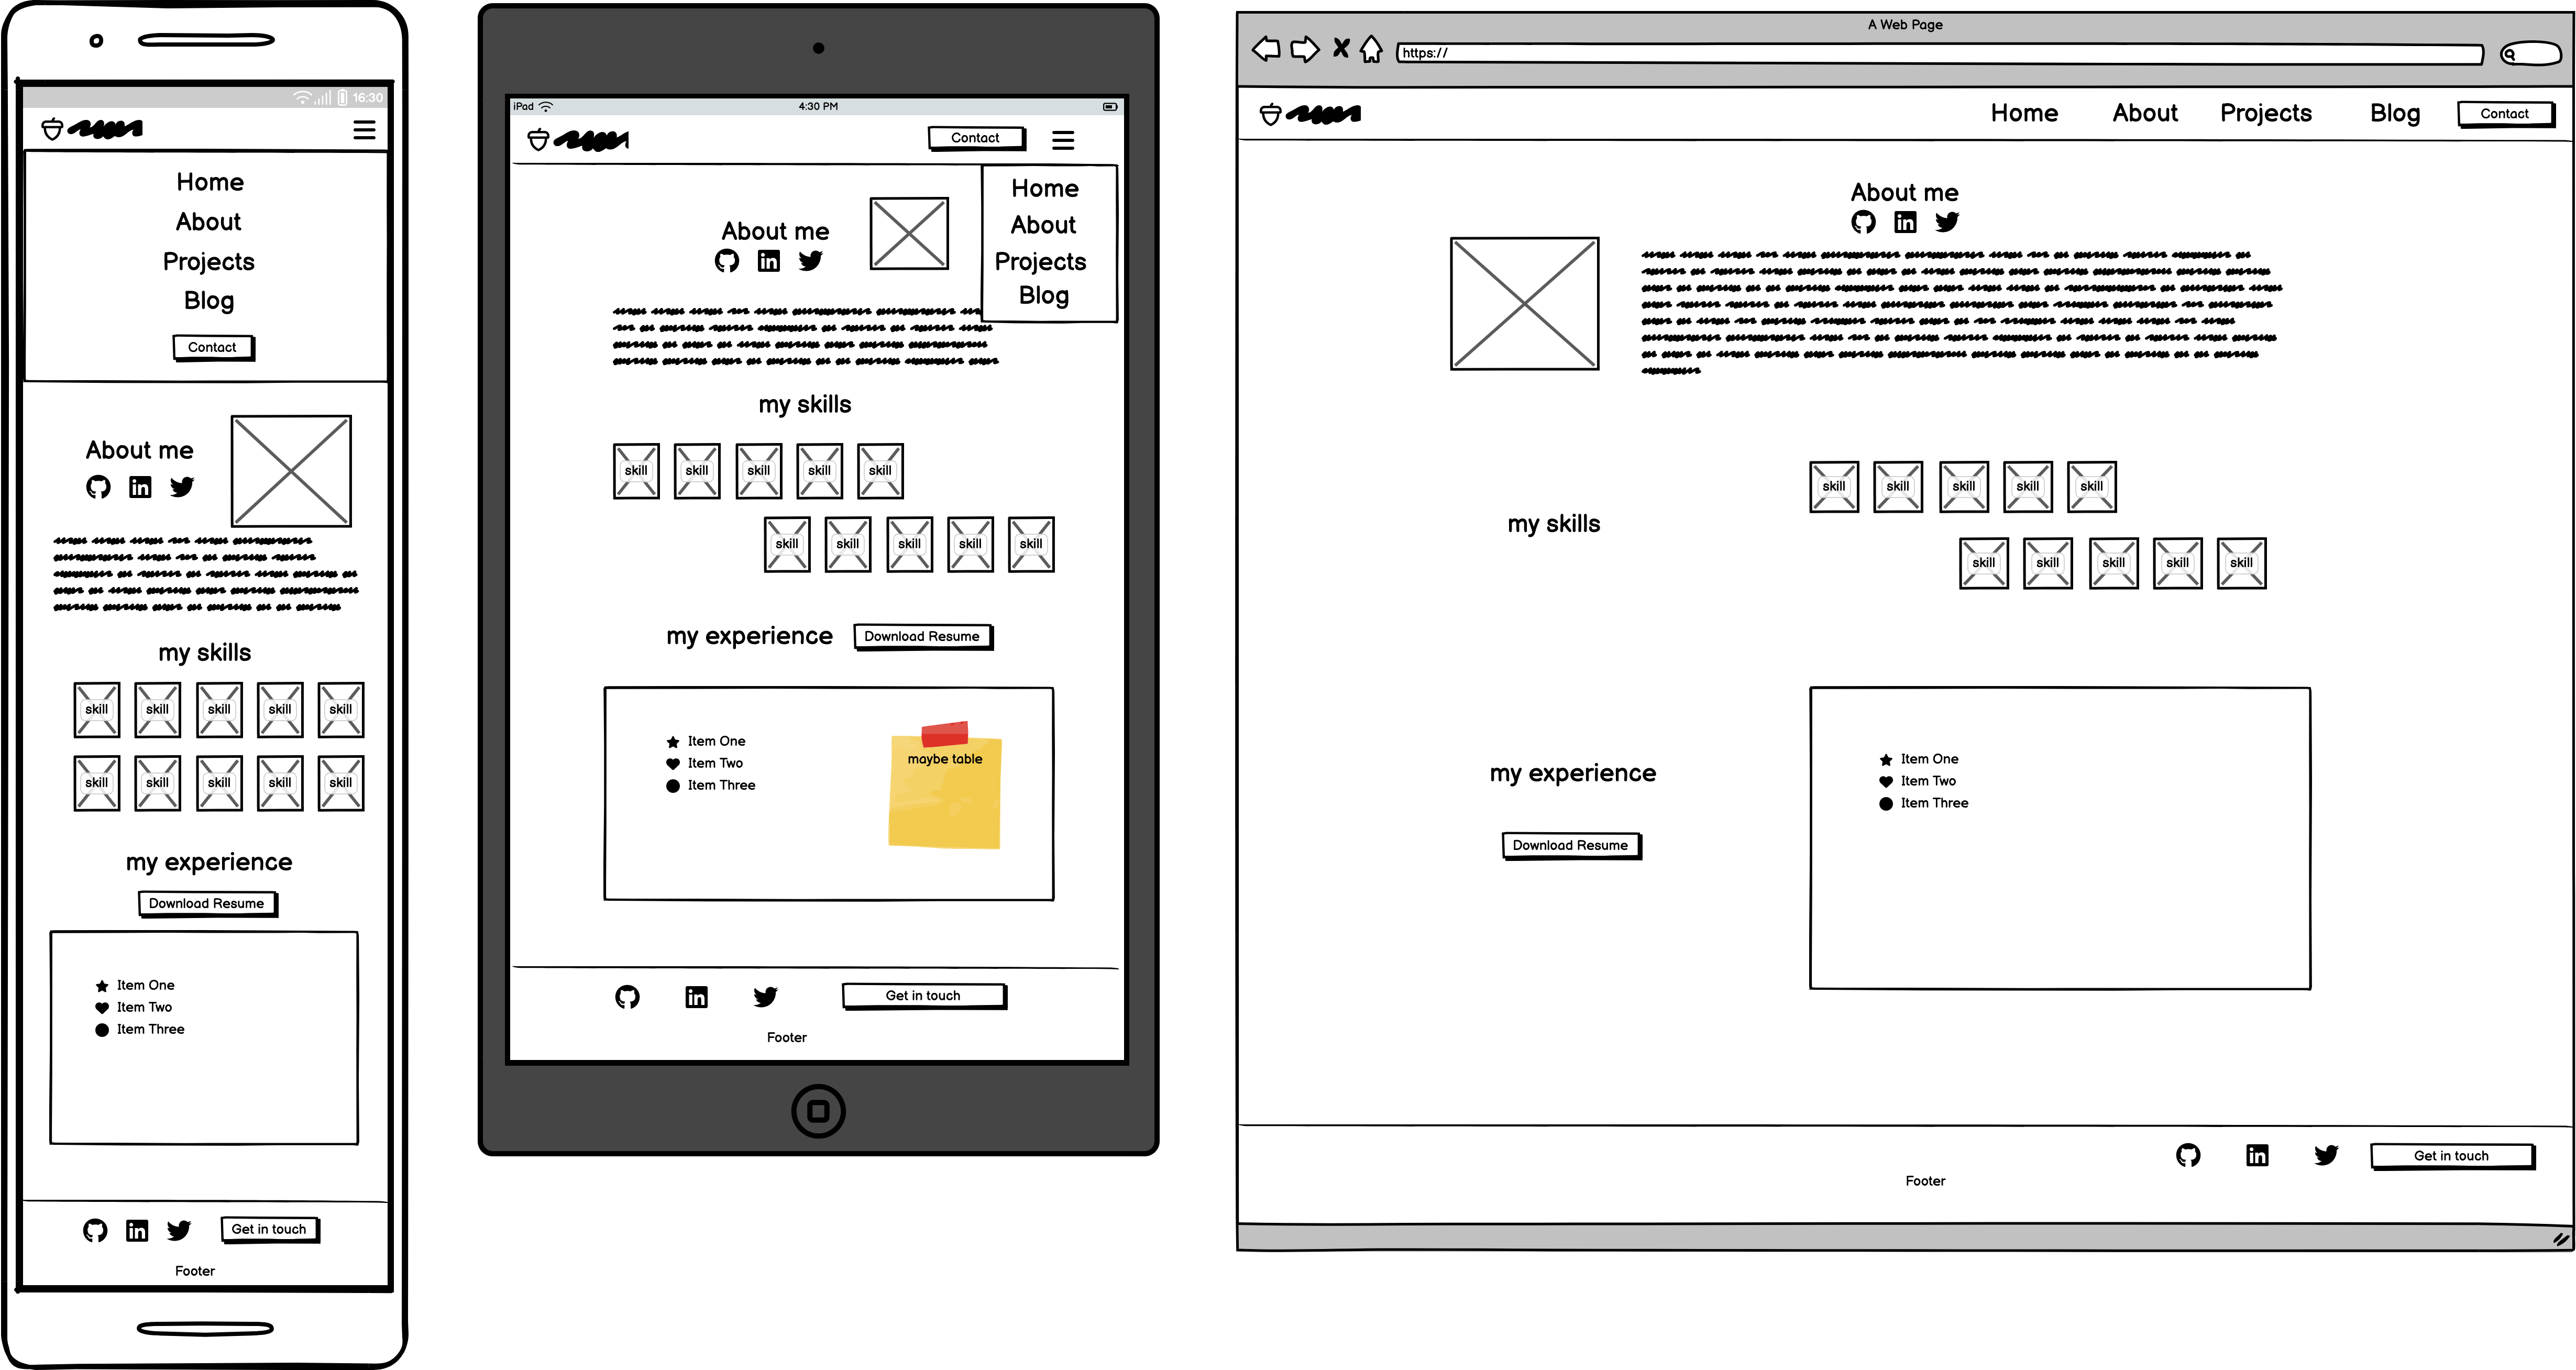 16:30
Home
About
Projects
Blog
Contact
About me
my skills
skill skill skill skill skill
skill skill skill skill skill
my experience
Download Resume
Item One
Item Two
Item Three
Get in touch
Footer
iPad 4:30 PM
Contact
Home
About
Projects
Blog
About me
my skills
skill skill skill skill skill
skill skill skill skill skill
my experience Download Resume
Item One
Item Two
Item Three
maybe table
Get in touch
Footer
A Web Page
https://
Home About Projects Blog Contact
About me
my skills
skill skill skill skill skill
skill skill skill skill skill
my experience
Download Resume
Item One
Item Two
Item Three
Get in touch
Footer